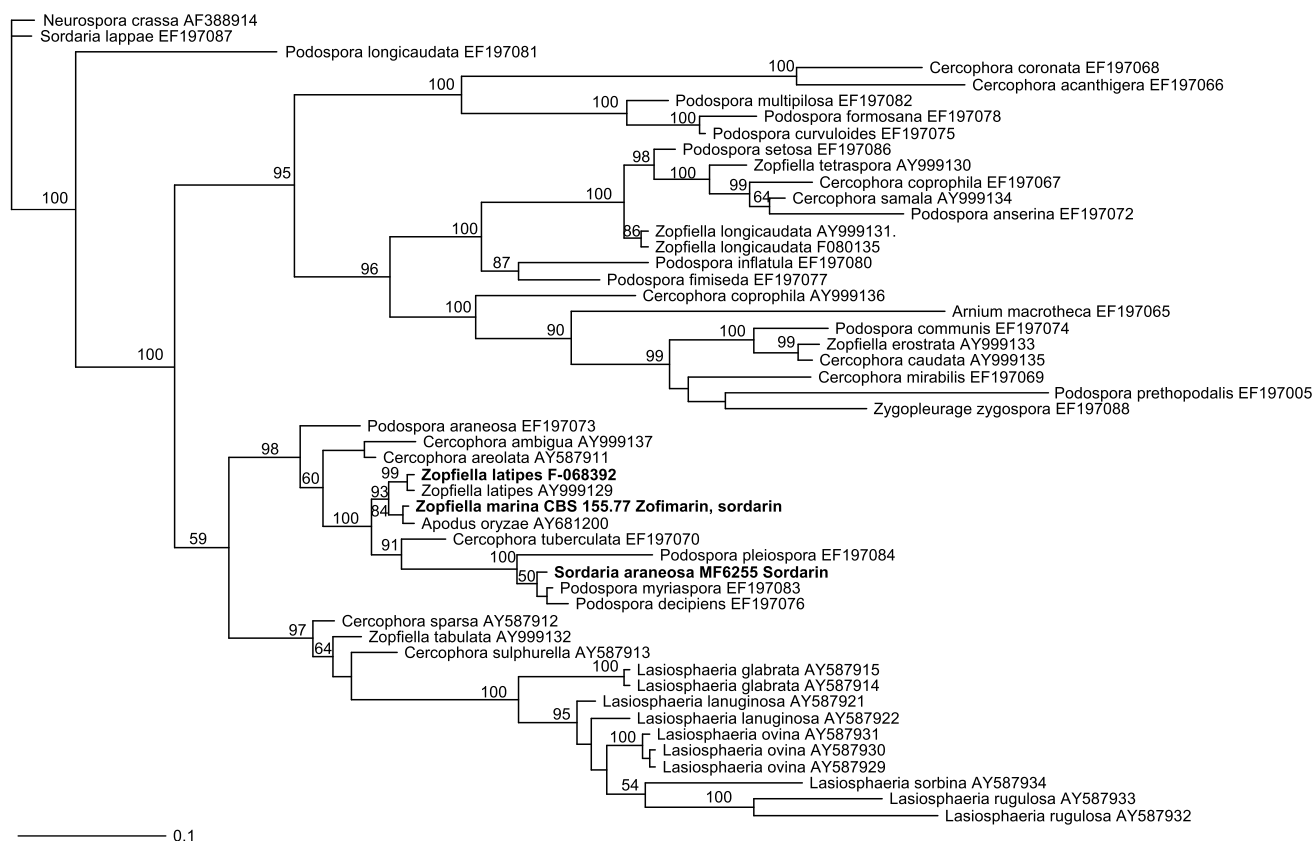 Neurospora crassa AF388914
Sordaria lappae EF197087
Podospora longicaudata EF197081
100 Cercophora coronata EF197068
100 Cercophora acanthigera EF197066
100 Podospora multipilosa EF197082
100 Podospora formosana EF197078
Podospora curvuloides EF197075
98 Podospora setosa EF197086
95 100 Zopfiella tetraspora AY999130
99 Cercophora coprophila EF197067
100 100 64 Cercophora samala AY999134
Podospora anserina EF197072
100 86 Zopfiella longicaudata AY999131.
Zopfiella longicaudata F080135
96 87 Podospora inflatula EF197080
Podospora fimiseda EF197077
Cercophora coprophila AY999136
100 Arnium macrotheca EF197065
90 100 Podospora communis EF197074
99 Zopfiella erostrata AY999133
100 99 Cercophora caudata AY999135
Cercophora mirabilis EF197069
Podospora prethopodalis EF197005
Zygopleurage zygospora EF197088
Podospora araneosa EF197073
98 Cercophora ambigua AY999137
Cercophora areolata AY587911
60 99 Zopfiella latipes F-068392
93 Zopfiella latipes AY999129
84 Zopfiella marina CBS 155.77 Zofimarin, sordarin
100 Apodus oryzae AY681200
59 91 Cercophora tuberculata EF197070
100 Podospora pleiospora EF197084
50 Sordaria araneosa MF6255 Sordarin
Podospora myriaspora EF197083
Podospora decipiens EF197076
97 Cercophora sparsa AY587912
64 Zopfiella tabulata AY999132
Cercophora sulphurella AY587913
100 Lasiosphaeria glabrata AY587915
Lasiosphaeria glabrata AY587914
100 Lasiosphaeria lanuginosa AY587921
95 Lasiosphaeria lanuginosa AY587922
100 Lasiosphaeria ovina AY587931
Lasiosphaeria ovina AY587930
Lasiosphaeria ovina AY587929
54 Lasiosphaeria sorbina AY587934
100 Lasiosphaeria rugulosa AY587933
Lasiosphaeria rugulosa AY587932
0.1